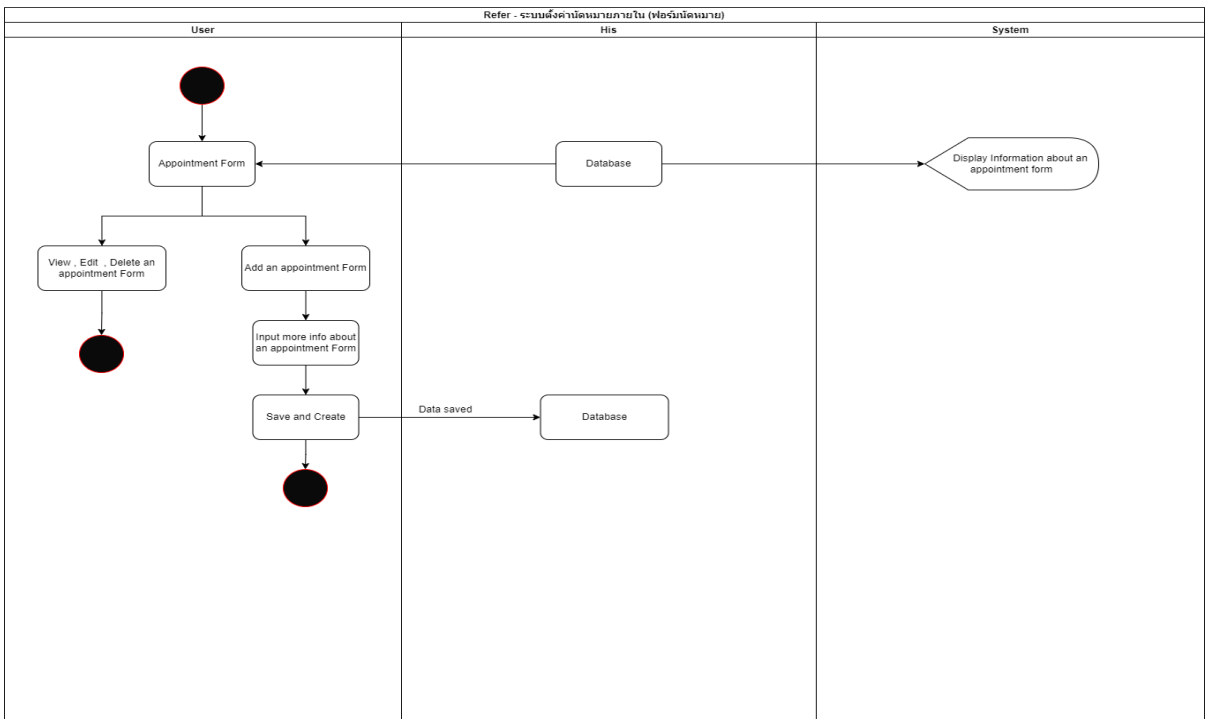 Refer - ระบบตั้งค่านัดหมายภายใน (ฟอร์มนัดหมาย)
User
His
System
Appointment Form
Database
Display Information about an
appointment form
View , Edit , Delete an
appointment Form
Add an appointment Form
Input more info about
an appointment Form
Save and Create
Data saved
Database